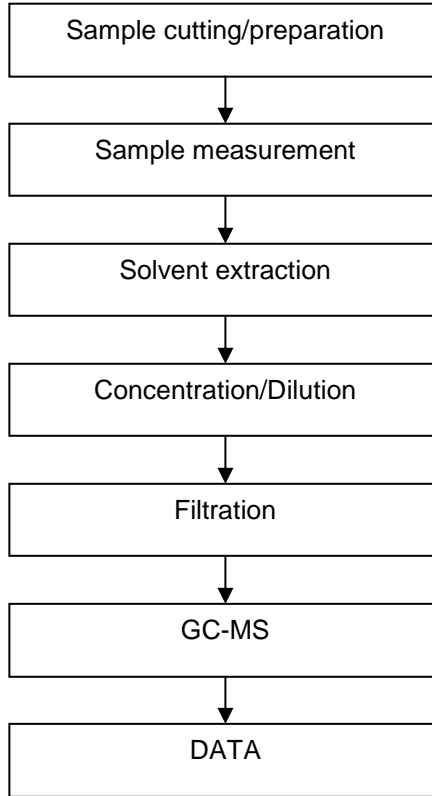 Sample cutting/preparation
Sample measurement
Solvent extraction
Concentration/Dilution
Filtration
GC-MS
DATA